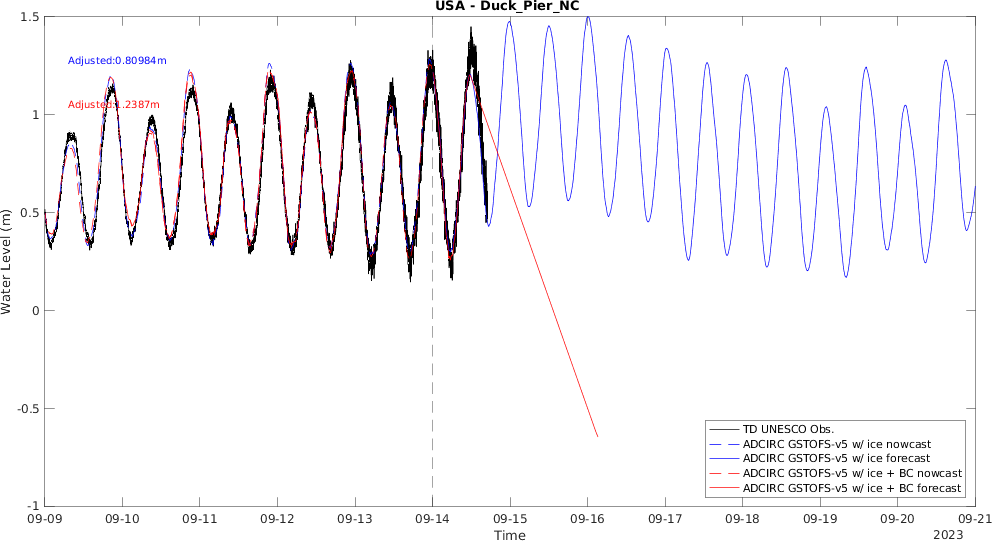 USA - Duck_Pier_NC
1.5
Adjusted:0.80984m
Adjusted:1.2387m
1
0.5
0
-0.5
-1
Water Level (m)
TD UNESCO Obs.
ADCIRC GSTOFS-v5 w/ ice nowcast
ADCIRC GSTOFS-v5 w/ ice forecast
ADCIRC GSTOFS-v5 w/ ice + BC nowcast
ADCIRC GSTOFS-v5 w/ ice + BC forecast
09-09 09-10 09-11 09-12 09-13 09-14 09-15 09-16 09-17 09-18 09-19 09-20 09-21
Time
2023